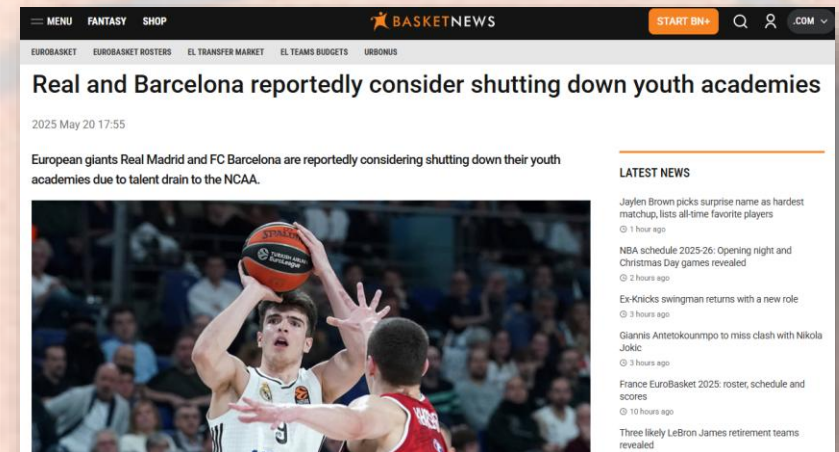 MENU FANTASY SHOP BASKETNEWS START BN+ .COM
EUROBASKET EUROBASKET ROSTERS EL TRANSFER MARKET EL TEAMS BUDGETS URBONUS
Real and Barcelona reportedly consider shutting down youth academies
2025 May 20 17:55
European giants Real Madrid and FC Barcelona are reportedly considering shutting down their youth
academies due to talent drain to the NCAA.
SPALDING
TURKISH AIRLINES
EuroLeague
9
LATEST NEWS
Jaylen Brown picks surprise name as hardest
matchup, lists all-time favorite players
1 hour ago
NBA schedule 2025-26: Opening night and
Christmas Day games revealed
2 hours ago
Ex-Knicks swingman returns with a new role
3 hours ago
Giannis Antetokounmpo to miss clash with Nikola
Jokic
3 hours ago
France EuroBasket 2025: roster, schedule and
scores
10 hours ago
Three likely LeBron James retirement teams
revealed